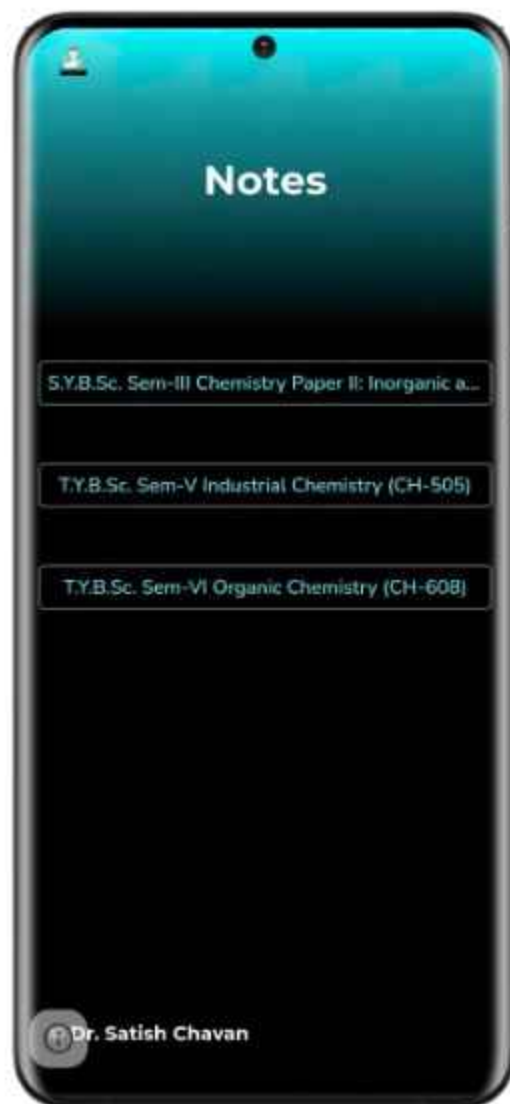 Notes
S.Y.B.Sc. Sem-III Chemistry Paper II: Inorganic a...
T.Y.B.Sc. Sem-V Industrial Chemistry (CH-505)
T.Y.B.Sc. Sem-VI Organic Chemistry (CH-608)
Dr. Satish Chavan